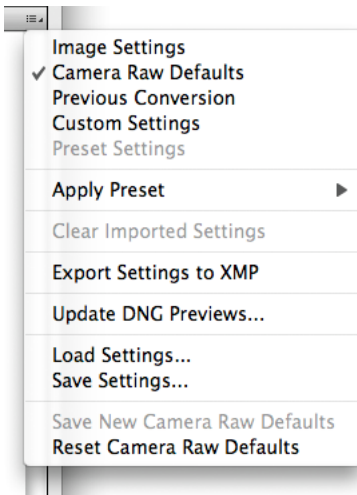 Image Settings
Camera Raw Defaults
Previous Conversion
Custom Settings
Preset Settings
Apply Preset
Clear Imported Settings
Export Settings to XMP
Update DNG Previews...
Load Settings...
Save Settings...
Save New Camera Raw Defaults
Reset Camera Raw Defaults